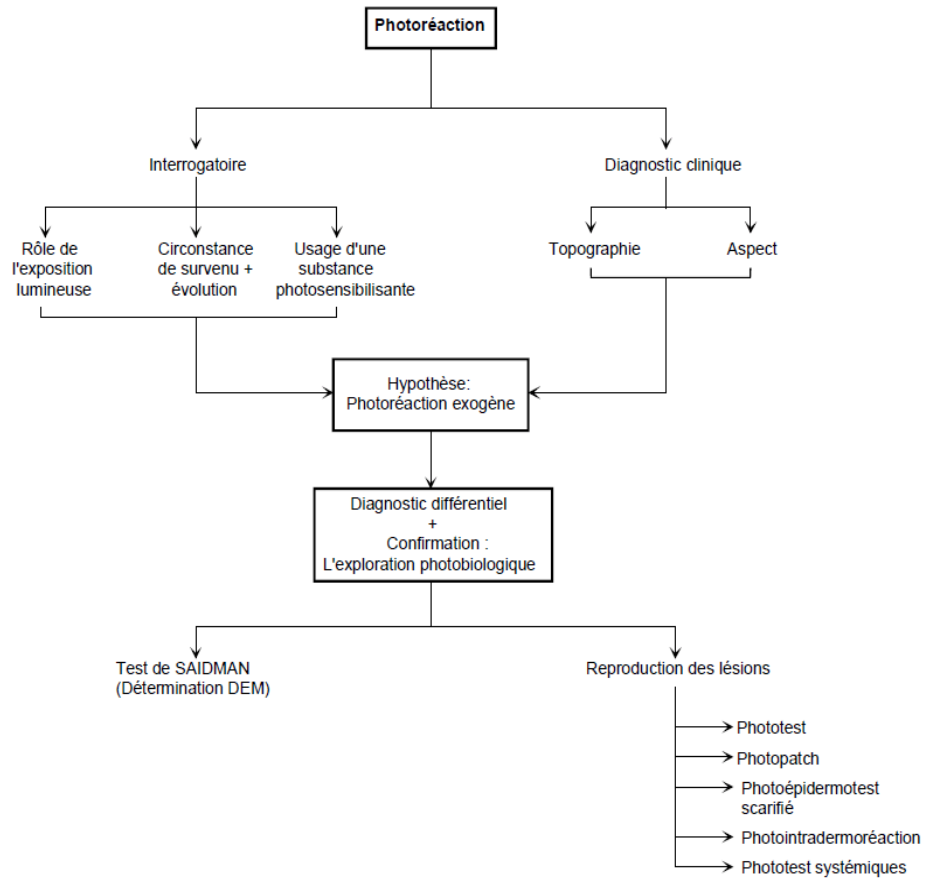 Photoréaction
Interrogatoire
Diagnostic clinique
Rôle de
l'exposition
lumineuse
Circonstance
de survenu +
évolution
Usage d'une
substance
photosensibilisante
Topographie
Aspect
Hypothèse:
Photoréaction exogène
Diagnostic différentiel
+
Confirmation :
L'exploration photobiologique
Test de SAIDMAN
(Détermination DEM)
Reproduction des lésions
Phototest
Photopatch
Photoépidermotest
scarifié
Photointradermoréaction
Phototest systémiques